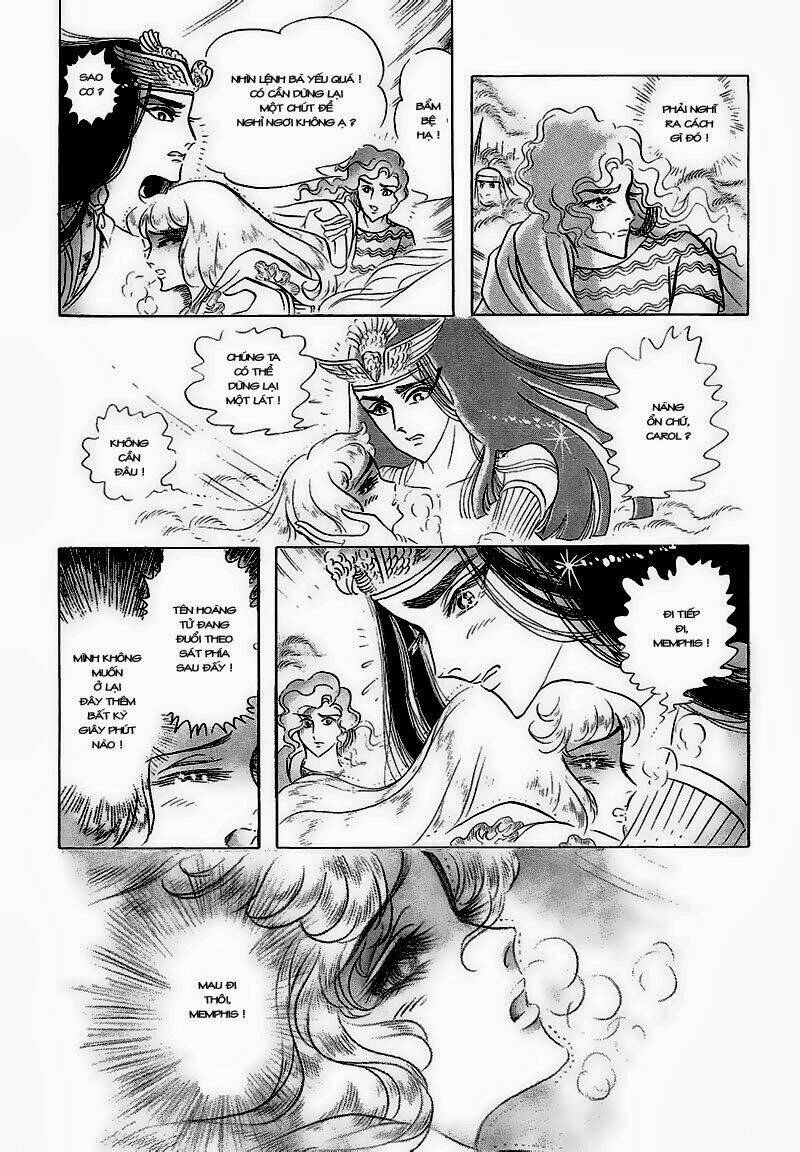 PHẢI NGHĨ
RA CÁCH
GÌ ĐÓ !
BẨM
BỆ
HẠ !
NHÌN LỆNH BÀ YẾU QUÁ !
CÓ CẦN DỪNG LẠI
MỘT CHÚT ĐỂ
NGHỈ NGƠI KHÔNG Ạ ?
SAO
CƠ ?
NÀNG
ỔN CHỨ,
CAROL ?
CHÚNG TA
CÓ THỂ
DỪNG LẠI
MỘT LÁT !
KHÔNG
CẦN
ĐÂU !
ĐI TIẾP
ĐI,
MEMPHIS !
TÊN HOÀNG
TỬ ĐANG
ĐUỔI THEO
SÁT PHÍA
SAU ĐẤY !
MÌNH KHÔNG
MUỐN
Ở LẠI
ĐÂY THÊM
BẤT KỲ
GIÂY PHÚT
NÀO !
MAU ĐI
THÔI,
MEMPHIS !